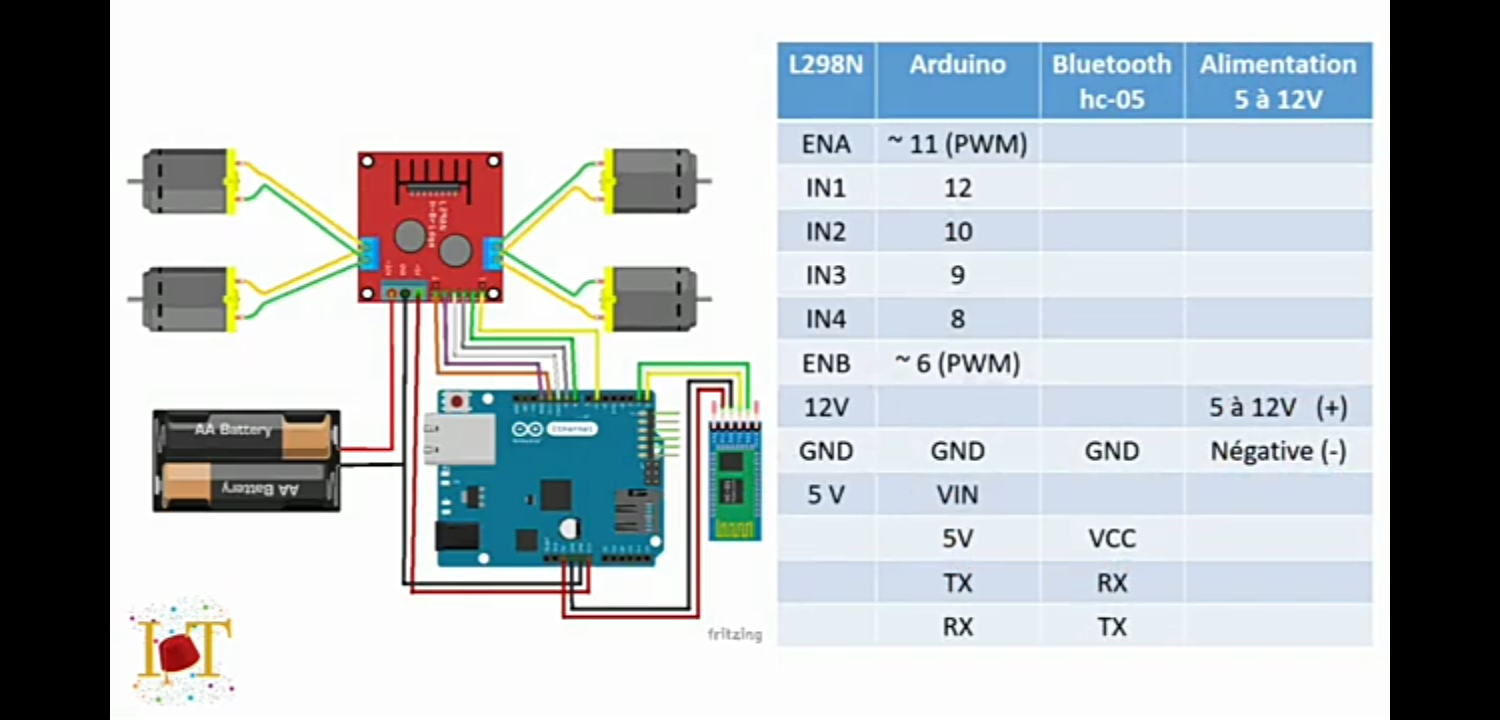 L298N Arduino Bluetooth hc-05 Alimentation 5 à 12V
ENA ~ 11 (PWM)
IN1 12
IN2 10
IN3 9
IN4 8
ENB ~ 6 (PWM)
12V 5 à 12V (+)
GND GND GND Négative (-)
5 V VIN
5V VCC
TX RX
RX TX
L298N
AA Battery
AA Battery
Ethernet
fritzing
IT